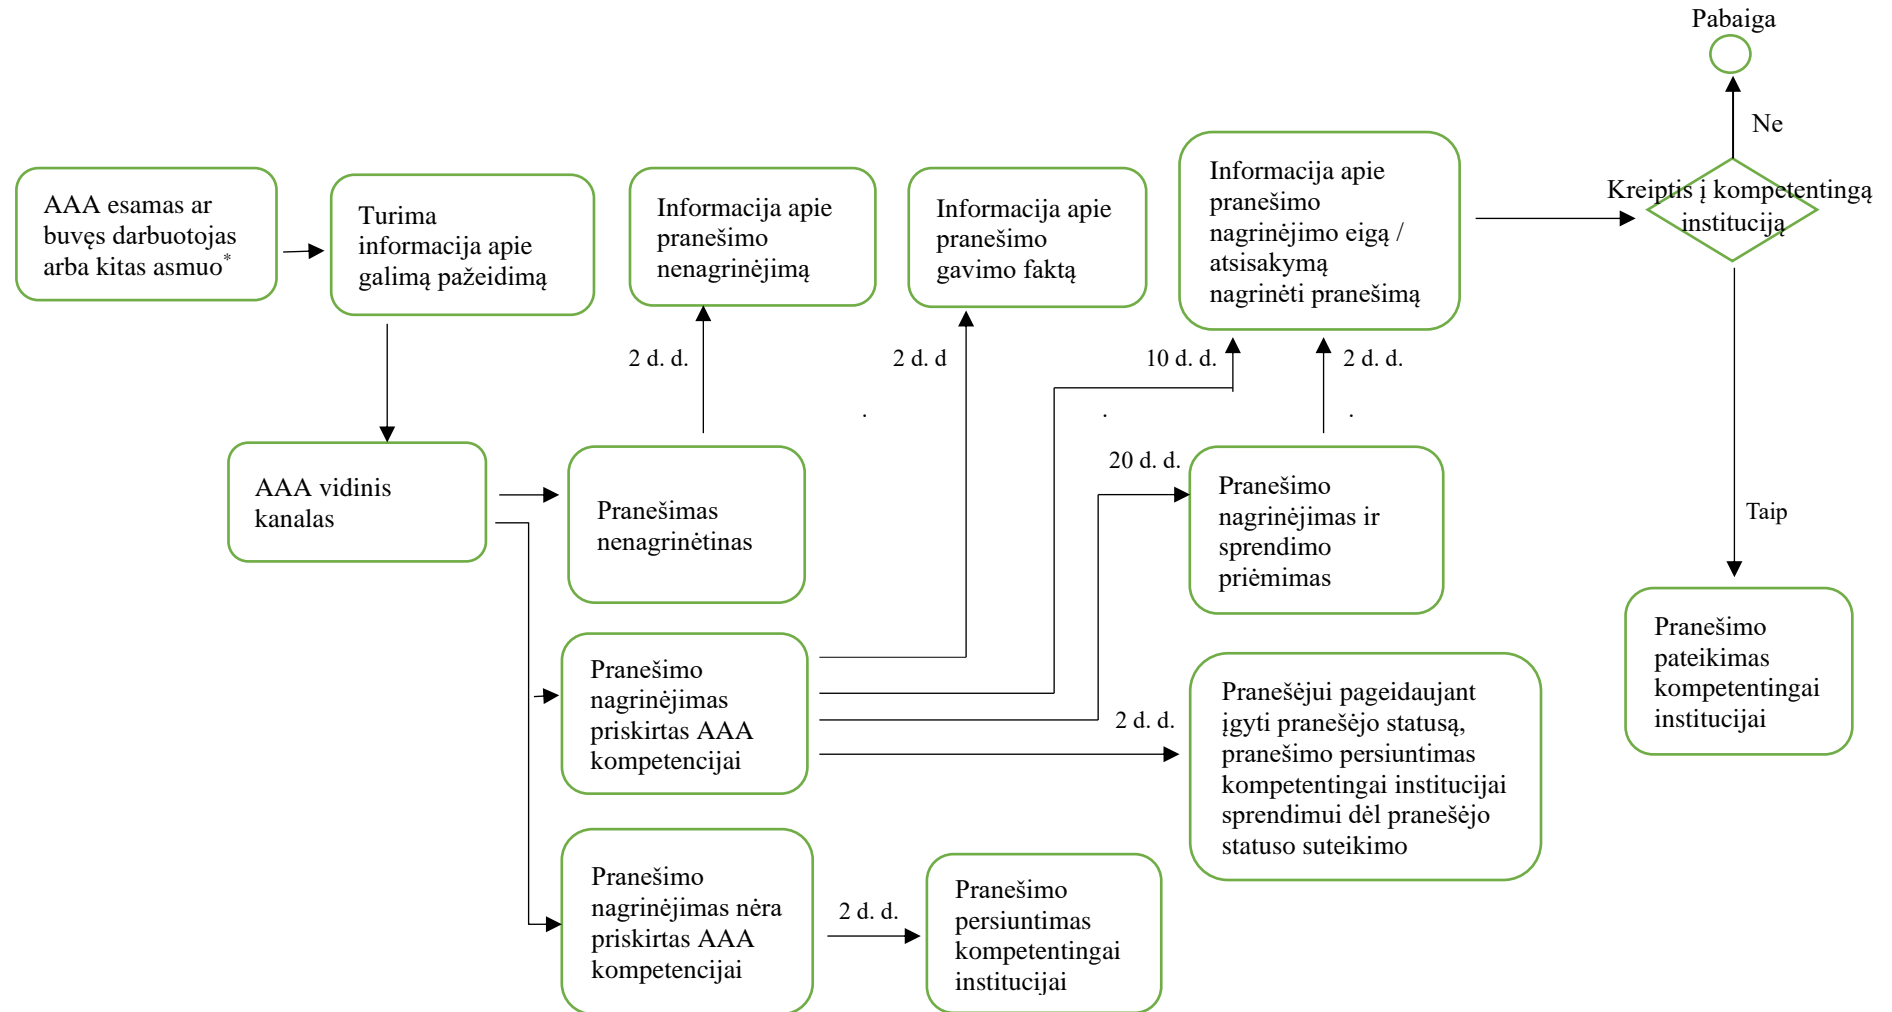 Pabaiga
Ne
AAA esamas ar
buvęs darbuotojas
arba kitas asmuo*
Turima
informacija apie
galimą pažeidimą
Informacija apie
pranešimo
nenagrinėjimą
Informacija apie
pranešimo
gavimo faktą
Informacija apie
pranešimo
nagrinėjimo eigą /
atsisakymą
nagrinėti pranešimą
Kreiptis į kompetentingą
instituciją
2 d. d.
2 d. d
.
10 d. d.
.
2 d. d.
.
AAA vidinis
kanalas
Pranešimas
nenagrinėtinas
20 d. d.
Pranešimo
nagrinėjimas ir
sprendimo
priėmimas
Taip
Pranešimo
pateikimas
kompetentingai
institucijai
Pranešimo
nagrinėjimas
priskirtas AAA
kompetencijai
2 d. d.
Pranešėjui pageidaujant
įgyti pranešėjo statusą,
pranešimo persiuntimas
kompetentingai institucijai
sprendimui dėl pranešėjo
statuso suteikimo
Pranešimo
nagrinėjimas nėra
priskirtas AAA
kompetencijai
2 d. d.
Pranešimo
persiuntimas
kompetentingai
institucijai